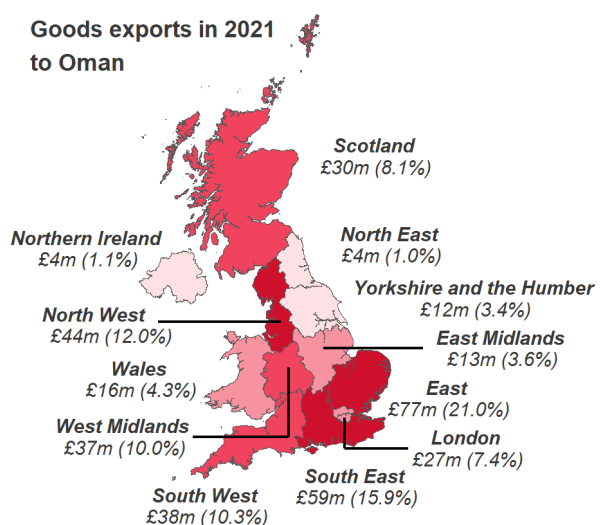 Goods exports in 2021
to Oman
Scotland
£30m (8.1%)
Northern Ireland
£4m (1.1%)
North East
£4m (1.0%)
Yorkshire and the Humber
£12m (3.4%)
North West
£44m (12.0%)
East Midlands
£13m (3.6%)
Wales
£16m (4.3%)
East
£77m (21.0%)
West Midlands
£37m (10.0%)
London
£27m (7.4%)
South East
£59m (15.9%)
South West
£38m (10.3%)